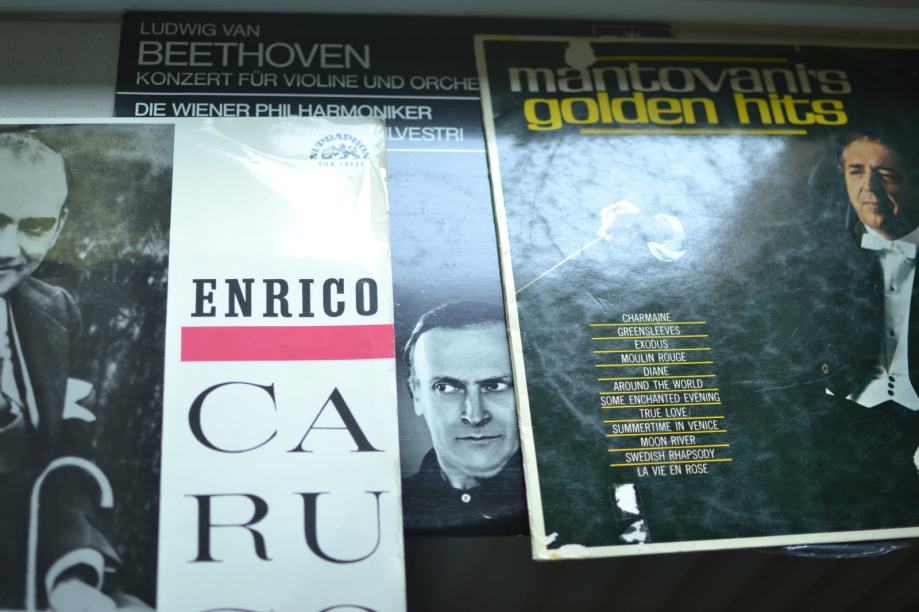 LUDWIG VAN
BEETHOVEN
KONZERT FÜR VIOLINE UND ORCHE
DIE WIENER PHILHARMONIKER
LVESTRI
SUPRAPHON
ENRICO
CA
RU
mantovani's
golden hits
CHARMAINE
GREENSLEEVES
EXODUS
MOULIN ROUGE
DIANE
AROUND THE WORLD
SOME ENCHANTED EVENING
TRUE LOVE
SUMMERTIME IN VENICE
MOON RIVER
SWEDISH RHAPSODY
LA VIE EN ROSE